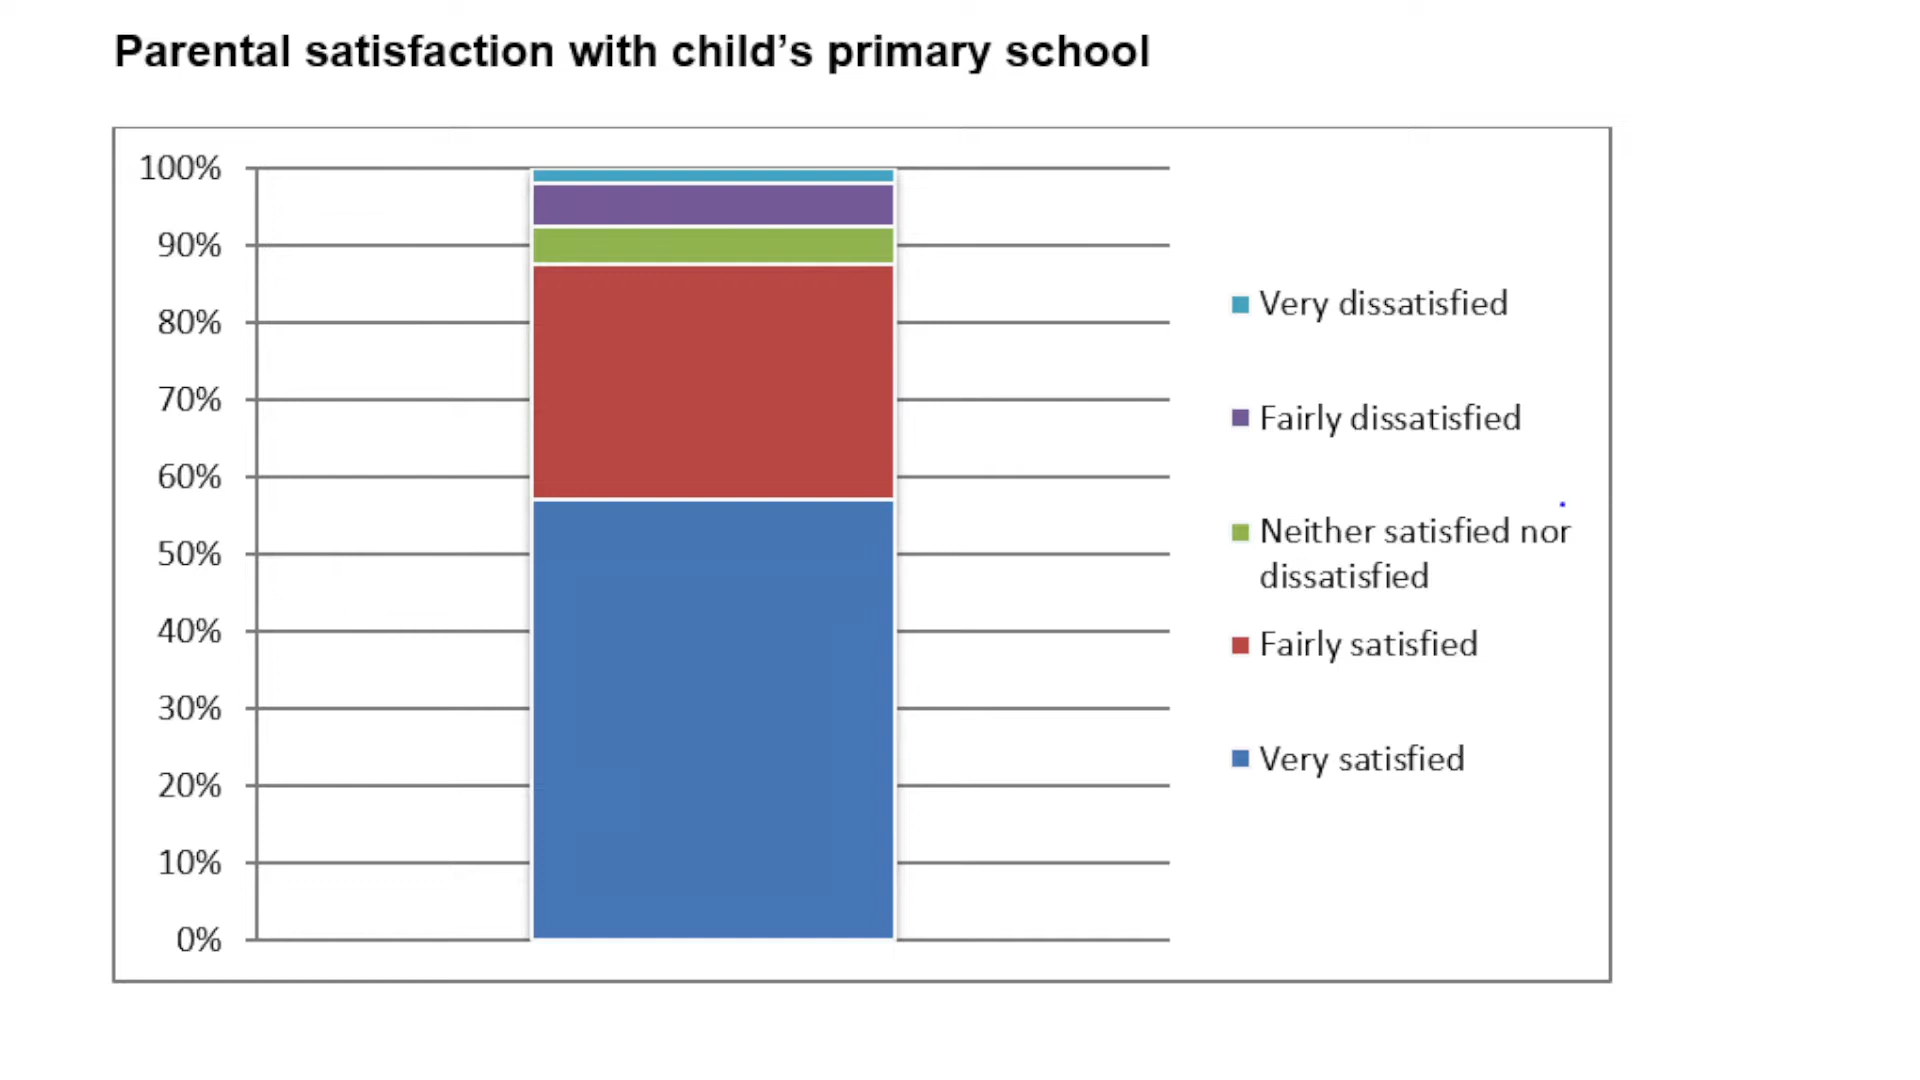 Parental satisfaction with child’s primary school
100%
90%
80%
70%
60%
50%
40%
30%
20%
10%
0%
Very dissatisfied
Fairly dissatisfied
Neither satisfied nor
dissatisfied
Fairly satisfied
Very satisfied